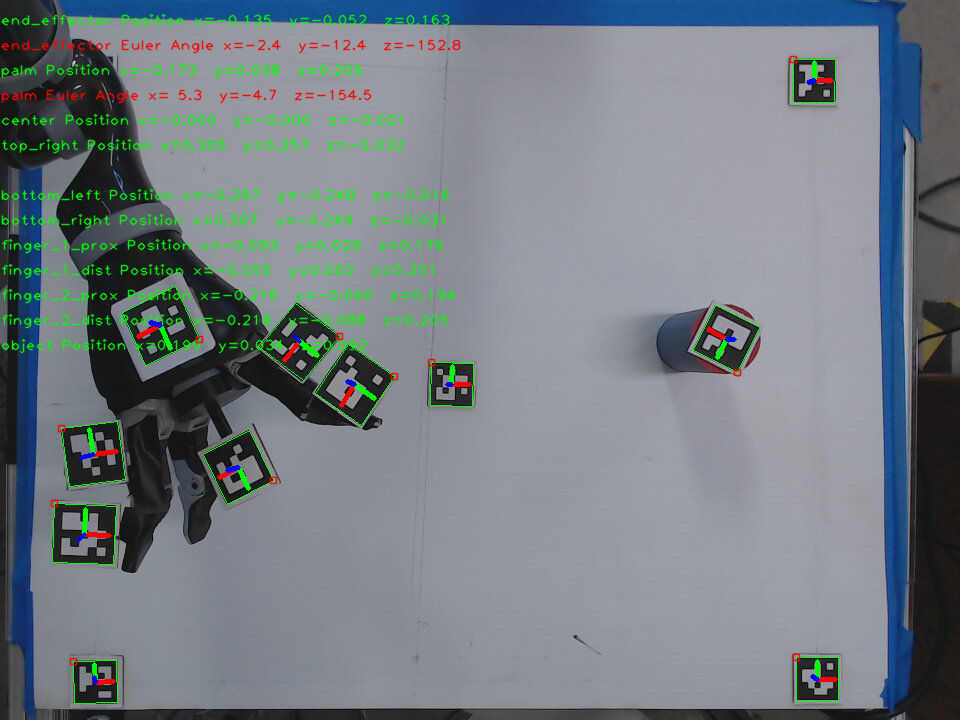 end_effector Position x=-0.135 y=-0.052 z=0.163
end_effector Euler Angle x=-2.4 y=-12.4 z=-152.8
palm Position x=-0.172 y=0.038 z=0.205
palm Euler Angle x= 5.3 y=-4.7 z=-154.5
center Position x=-0.000 y=-0.000 z=-0.021
top_right Position x=0.305 y=0.257 z=-0.032
bottom_left Position x=-0.297 y=-0.248 z=-0.016
bottom_right Position x=0.307 y=-0.249 z=-0.031
finger_1_prox Position x=-0.093 y=0.029 z=0.176
finger_1_dist Position x=-0.055 y=0.002 z=0.201
finger_2_prox Position x=-0.216 y=-0.040 z=0.194
finger_2_dist Position x=-0.218 y=-0.088 z=0.205
object Position